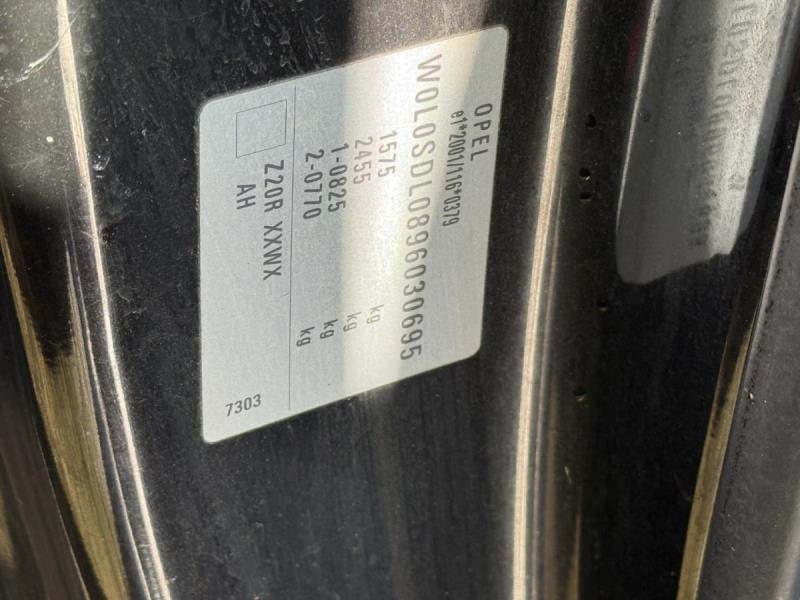 OPEL
e1*2001/116*0379
W0L0SDL0896030695
1575 kg
2455 kg
1-0825 kg
2-0770 kg
Z20R XXWX
AH
7303